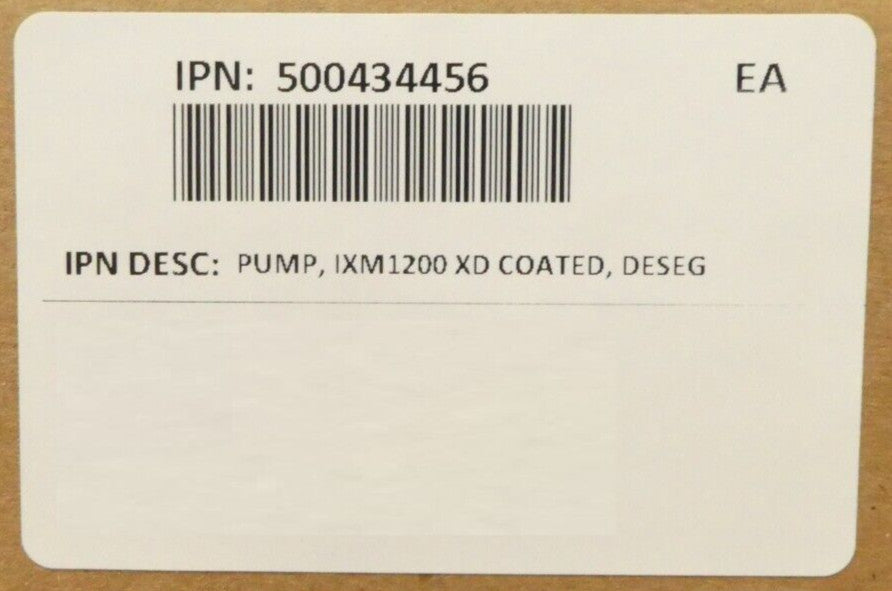 IPN: 500434456 EA
IPN DESC: PUMP, IXM1200 XD COATED, DESEG